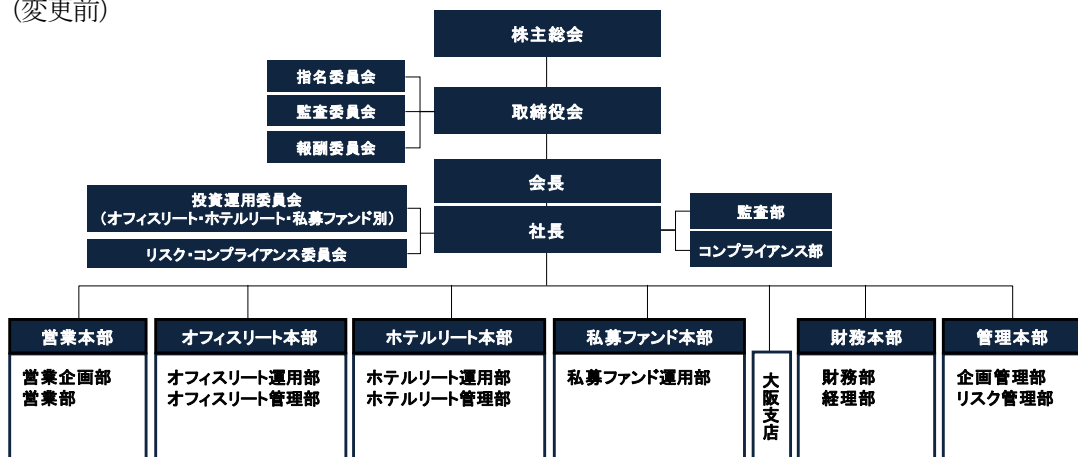 (変更前)
株主総会
指名委員会
監査委員会
報酬委員会
取締役会
会長
社長
投資運用委員会
(オフィスリート・ホテルリート・私募ファンド別)
リスク・コンプライアンス委員会
監査部
コンプライアンス部
営業本部
営業企画部
営業部
オフィスリート本部
オフィスリート運用部
オフィスリート管理部
ホテルリート本部
ホテルリート運用部
ホテルリート管理部
私募ファンド本部
私募ファンド運用部
大阪支店
財務本部
財務部
経理部
管理本部
企画管理部
リスク管理部